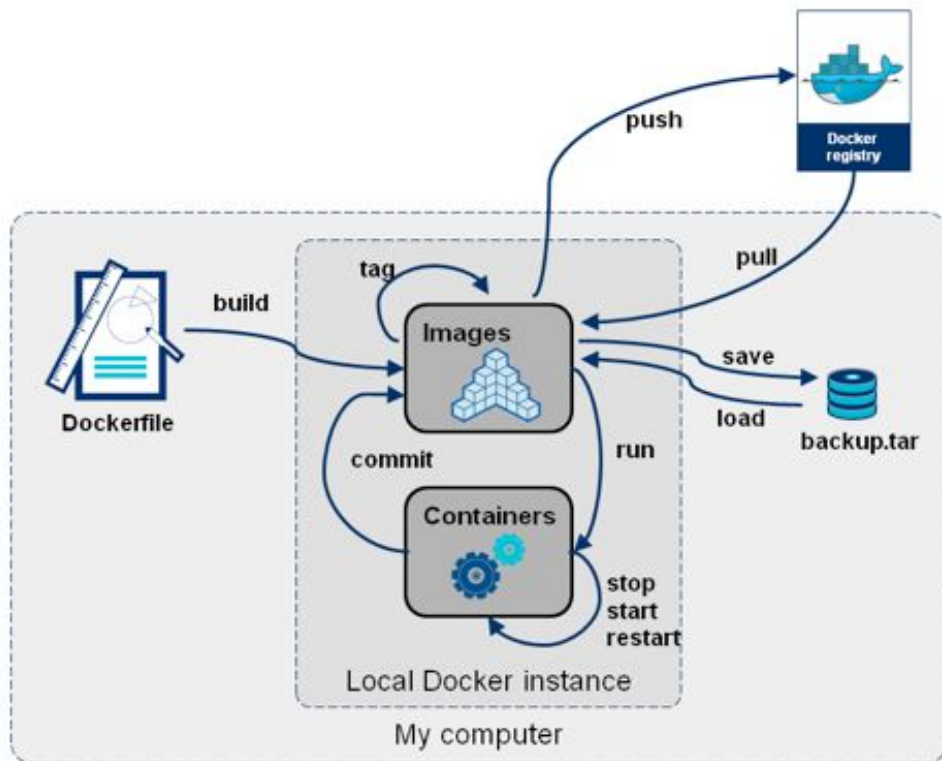 push
Docker
registry
pull
tag
build
Images
save
Dockerfile
load
backup.tar
commit
run
Containers
stop
start
restart
Local Docker instance
My computer